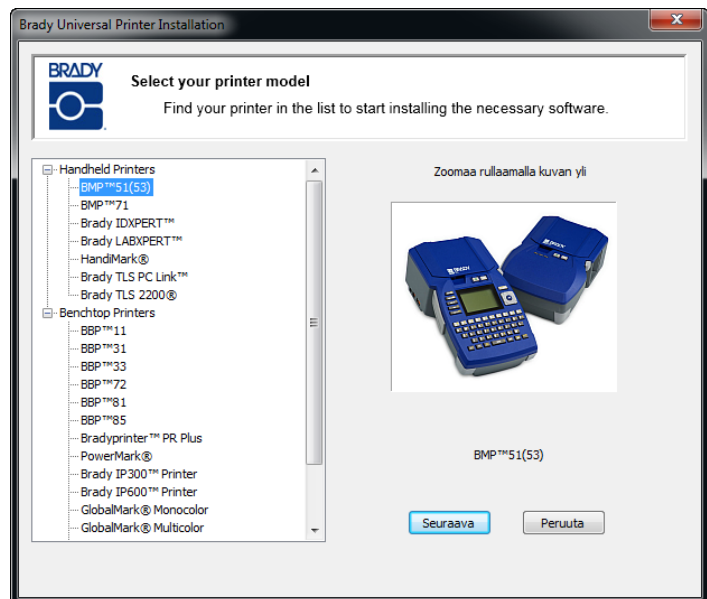 Brady Universal Printer Installation
BRADY
Select your printer model
Find your printer in the list to start installing the necessary software.
Handheld Printers
BMP™51(53)
BMP™71
Brady IDXPERT™
Brady LABXPERT™
HandiMark®
Brady TLS PC Link™
Brady TLS 2200®
Benchtop Printers
BBP™11
BBP™31
BBP™33
BBP™72
BBP™81
BBP™85
Bradyprinter™ PR Plus
PowerMark®
Brady IP300™ Printer
Brady IP600™ Printer
GlobalMark® Monocolor
GlobalMark® Multicolor
Zoomaa rullaamalla kuvan yli
BMP™51(53)
Seuraava
Peruuta